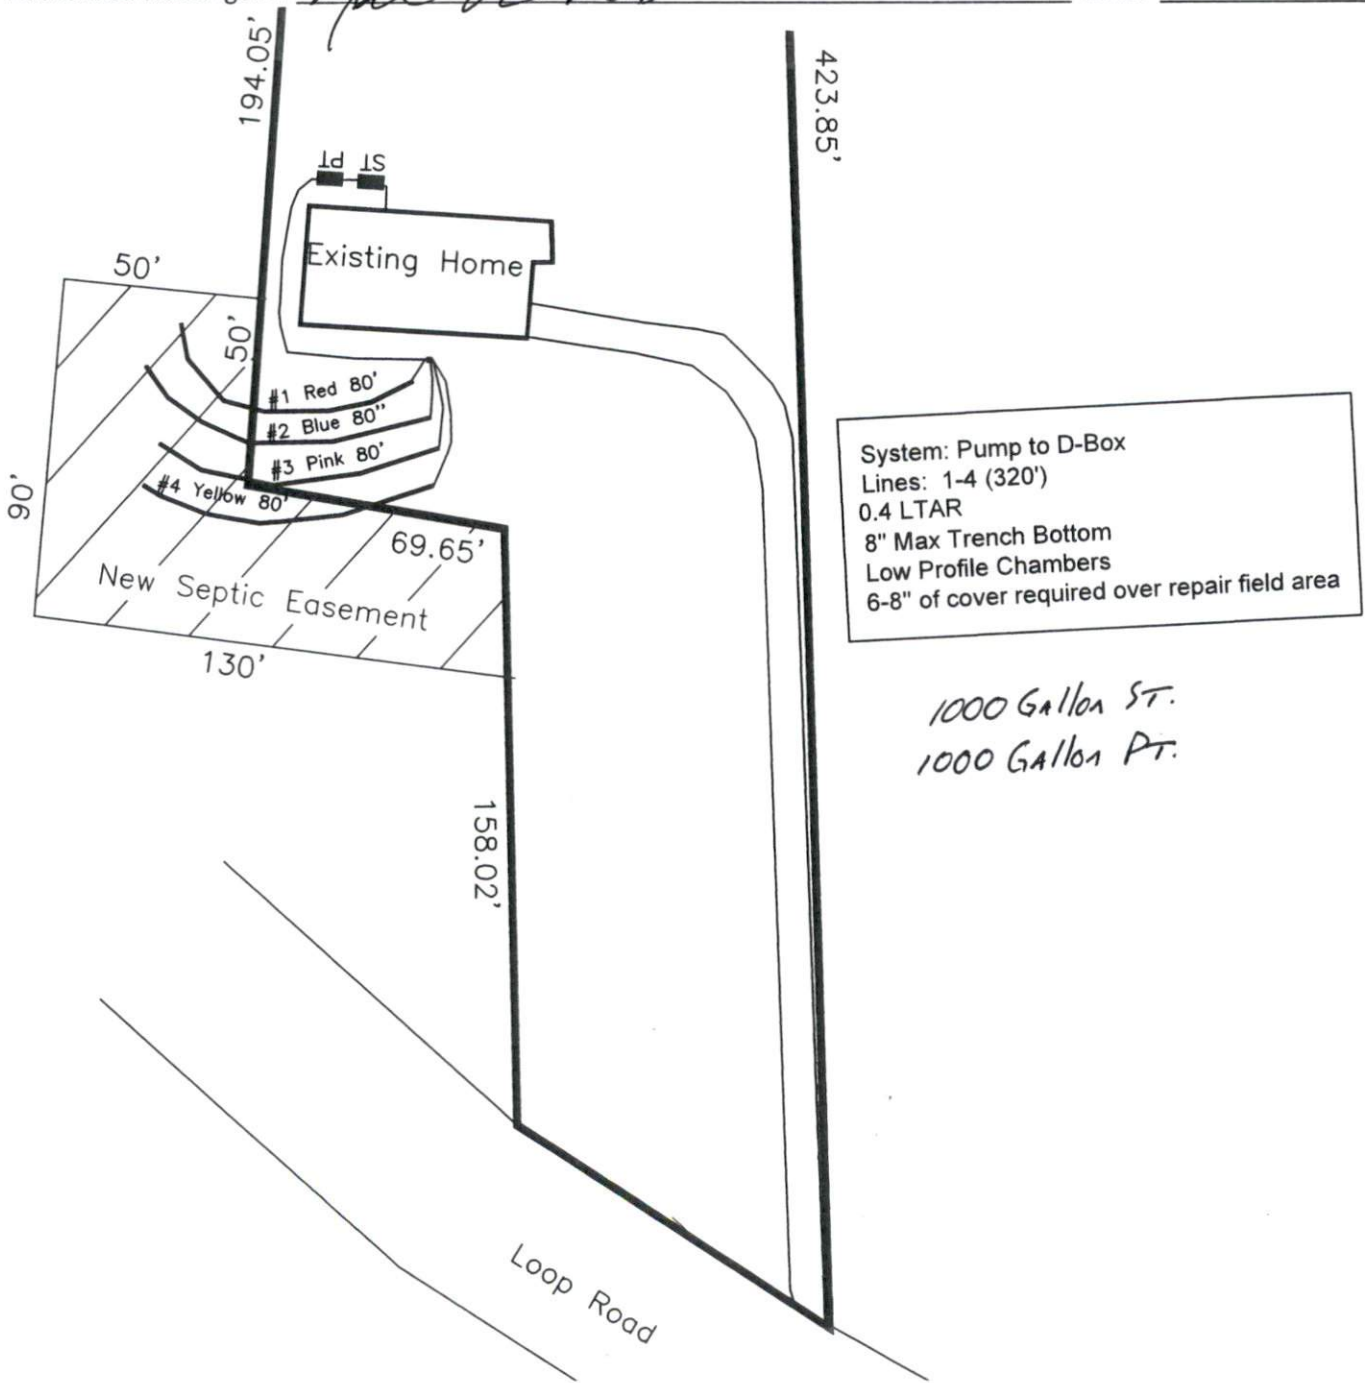 194.05'
423.85'
PT ST
Existing Home
50'
50'
#1 Red 80'
#2 Blue 80"
#3 Pink 80'
#4 Yellow 80'
90'
69.65'
New Septic Easement
130'
System: Pump to D-Box
Lines: 1-4 (320')
0.4 LTAR
8" Max Trench Bottom
Low Profile Chambers
6-8" of cover required over repair field area
1000 Gallon ST.
1000 Gallon PT.
158.02'
Loop Road